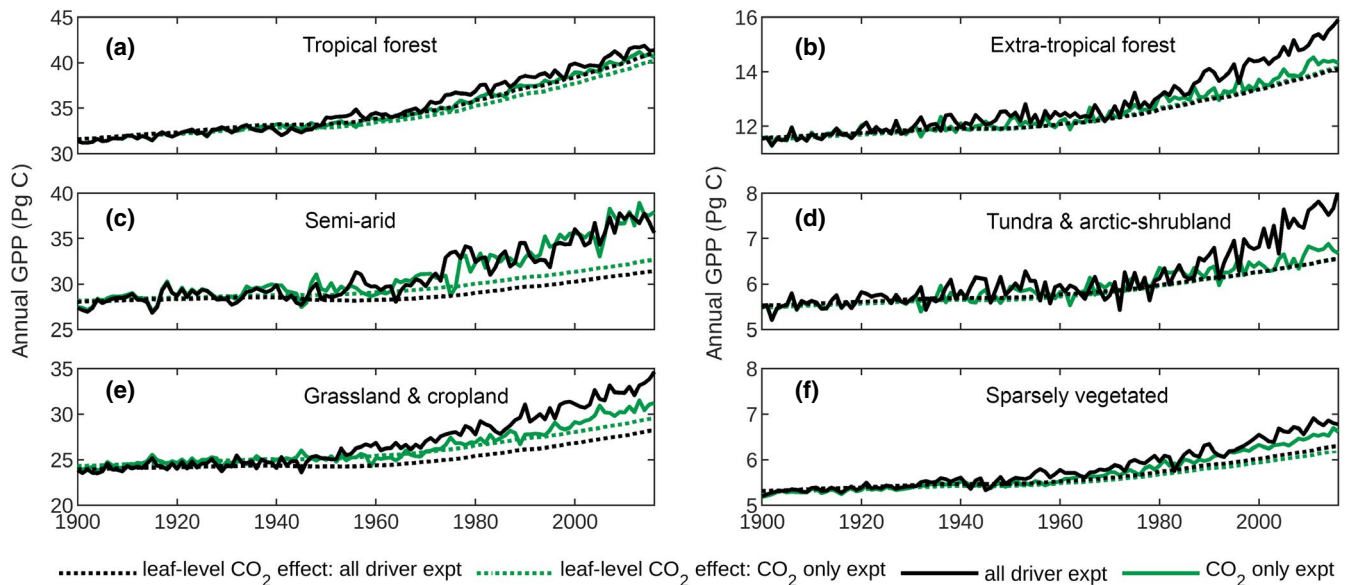 45
(a)
Tropical forest
40
35
30
16
(b)
Extra-tropical forest
14
12
Annual GPP (Pg C)
40
(c)
Semi-arid
35
30
25
Annual GPP (Pg C)
8
(d)
Tundra & arctic-shrubland
7
6
5
35
(e)
Grassland & cropland
30
25
20
1900 1920 1940 1960 1980 2000
8
(f)
Sparsely vegetated
7
6
5
1900 1920 1940 1960 1980 2000
leaf-level CO₂ effect: all driver expt leaf-level CO₂ effect: CO₂ only expt all driver expt CO₂ only expt